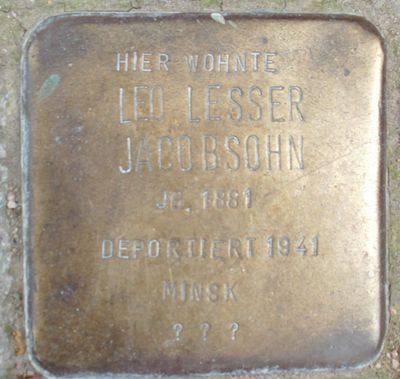 HIER WOHNTE
LEO LESSER
JACOBSOHN
JG. 1881
DEPORTIERT 1941
MINSK
? ? ?